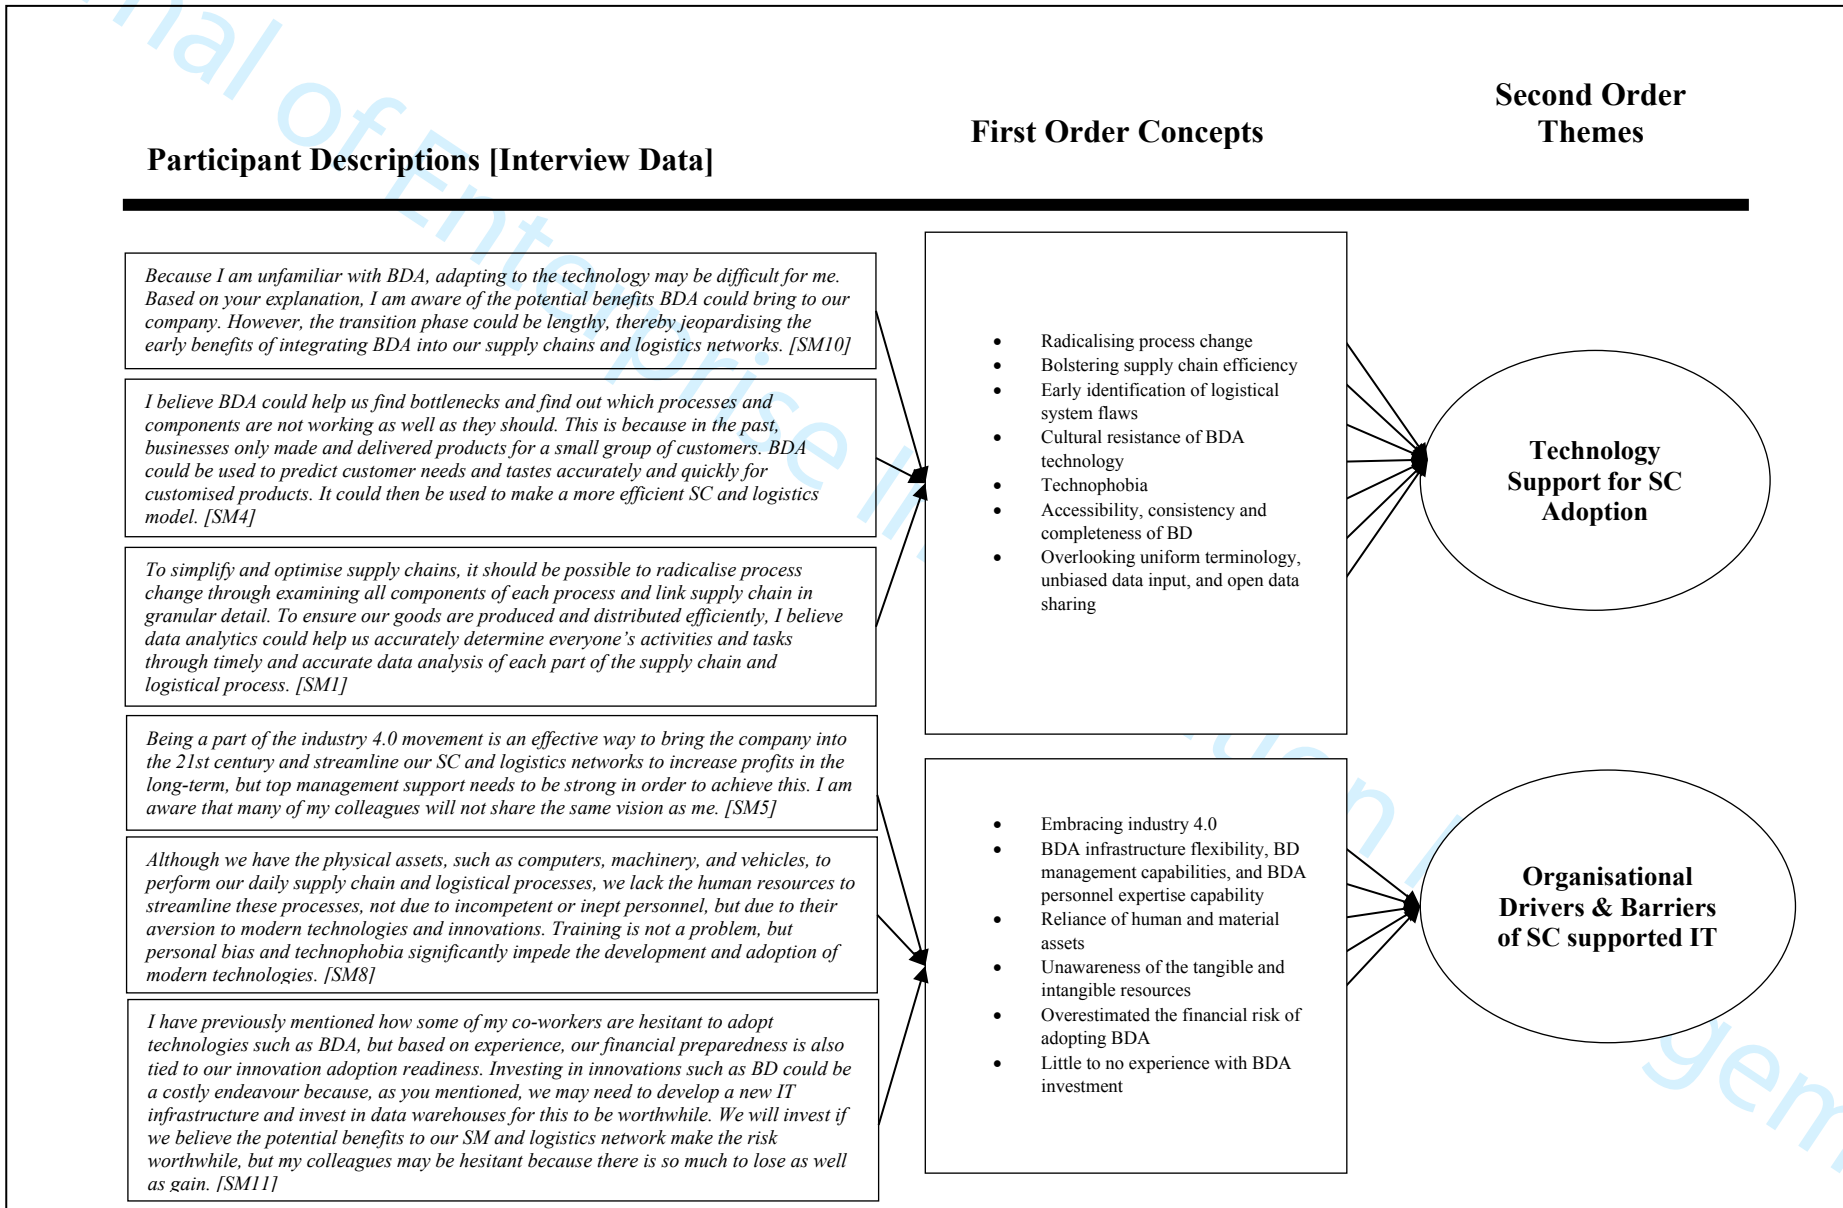 Second Order
Themes
First Order Concepts
Participant Descriptions [Interview Data]
Because I am unfamiliar with BDA, adapting to the technology may be difficult for me.
Based on your explanation, I am aware of the potential benefits BDA could bring to our
company. However, the transition phase could be lengthy, thereby jeopardising the
early benefits of integrating BDA into our supply chains and logistics networks. [SM10]
I believe BDA could help us find bottlenecks and find out which processes and
components are not working as well as they should. This is because in the past,
businesses only made and delivered products for a small group of customers. BDA
could be used to predict customer needs and tastes accurately and quickly for
customised products. It could then be used to make a more efficient SC and logistics
model. [SM4]
To simplify and optimise supply chains, it should be possible to radicalise process
change through examining all components of each process and link supply chain in
granular detail. To ensure our goods are produced and distributed efficiently, I believe
data analytics could help us accurately determine everyone's activities and tasks
through timely and accurate data analysis of each part of the supply chain and
logistical process. [SM1]
• Radicalising process change
• Bolstering supply chain efficiency
• Early identification of logistical
system flaws
• Cultural resistance of BDA
technology
• Technophobia
• Accessibility, consistency and
completeness of BD
• Overlooking uniform terminology,
unbiased data input, and open data
sharing
Technology
Support for SC
Adoption
Being a part of the industry 4.0 movement is an effective way to bring the company into
the 21st century and streamline our SC and logistics networks to increase profits in the
long-term, but top management support needs to be strong in order to achieve this. I am
aware that many of my colleagues will not share the same vision as me. [SM5]
Although we have the physical assets, such as computers, machinery, and vehicles, to
perform our daily supply chain and logistical processes, we lack the human resources to
streamline these processes, not due to incompetent or inept personnel, but due to their
aversion to modern technologies and innovations. Training is not a problem, but
personal bias and technophobia significantly impede the development and adoption of
modern technologies. [SM8]
I have previously mentioned how some of my co-workers are hesitant to adopt
technologies such as BDA, but based on experience, our financial preparedness is also
tied to our innovation adoption readiness. Investing in innovations such as BD could be
a costly endeavour because, as you mentioned, we may need to develop a new IT
infrastructure and invest in data warehouses for this to be worthwhile. We will invest if
we believe the potential benefits to our SM and logistics network make the risk
worthwhile, but my colleagues may be hesitant because there is so much to lose as well
as gain. [SM11]
• Embracing industry 4.0
• BDA infrastructure flexibility, BD
management capabilities, and BDA
personnel expertise capability
• Reliance of human and material
assets
• Unawareness of the tangible and
intangible resources
• Overestimated the financial risk of
adopting BDA
• Little to no experience with BDA
investment
Organisational
Drivers & Barriers
of SC supported IT
of Enterprise